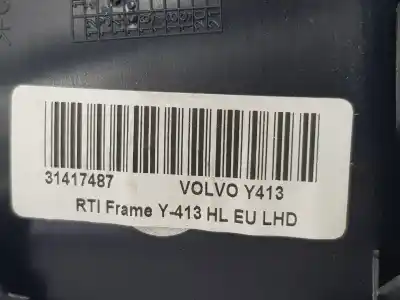 31417487 VOLVO Y413
RTI Frame Y-413 HL EU LHD